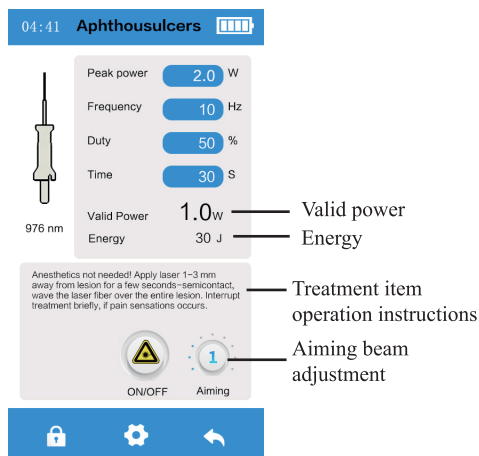 04:41 Aphthousulcers
Peak power 2.0 W
Frequency 10 Hz
Duty 50 %
Time 30 S
Valid Power 1.0w
Energy 30 J
976 nm
Valid power
Energy
Anesthetics not needed! Apply laser 1-3 mm
away from lesion for a few seconds-semicontact,
wave the laser fiber over the entire lesion. Interrupt
treatment briefly, if pain sensations occurs.
Treatment item
operation instructions
1
ON/OFF Aiming
Aiming beam
adjustment